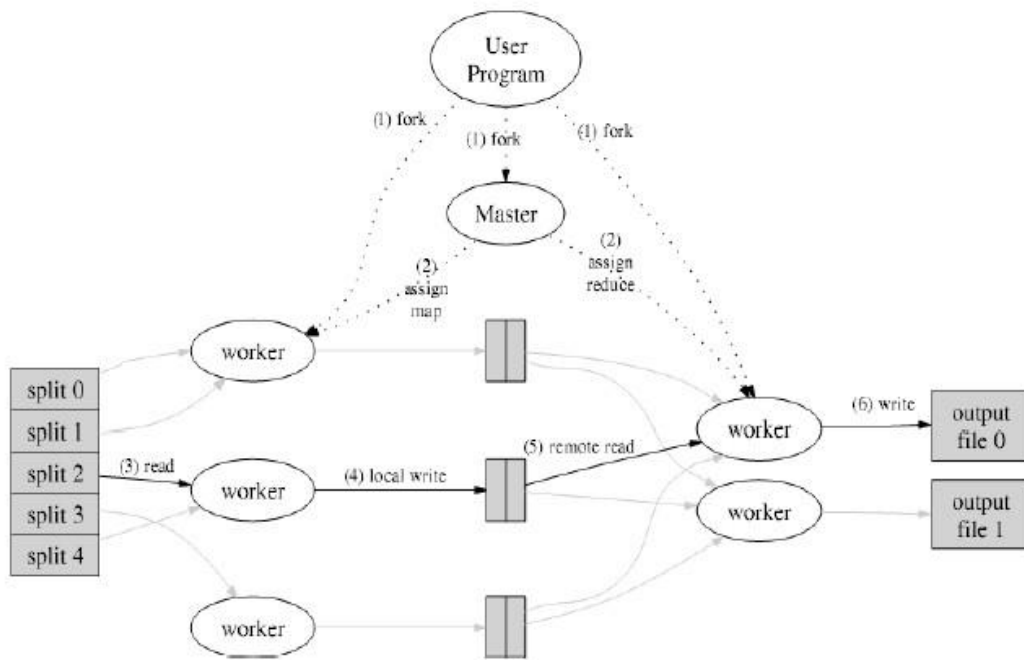 User
Program
(1) fork
(1) fork
(1) fork
Master
(2)
assign
map
(2)
assign
reduce
worker
split 0
split 1
split 2
split 3
split 4
(3) read
worker
(4) local write
(5) remote read
worker
(6) write
output
file 0
worker
output
file 1
worker